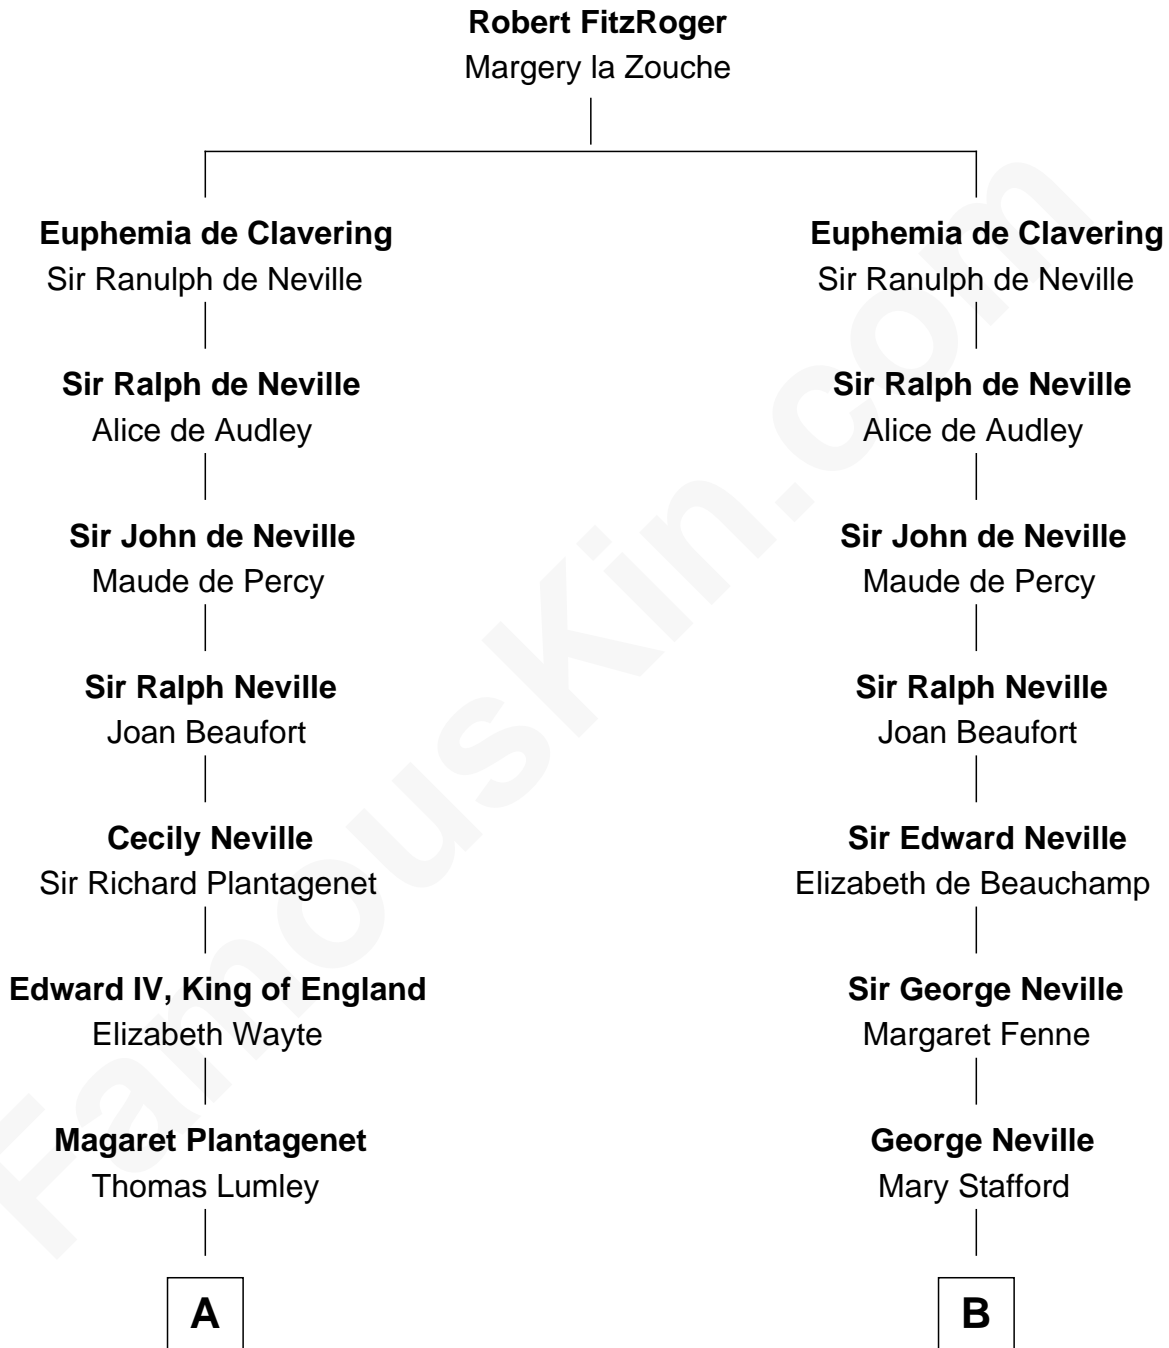 Robert FitzRoger
Margery la Zouche
Euphemia de Clavering
Sir Ranulph de Neville
Euphemia de Clavering
Sir Ranulph de Neville
Sir Ralph de Neville
Alice de Audley
Sir Ralph de Neville
Alice de Audley
Sir John de Neville
Maude de Percy
Sir John de Neville
Maude de Percy
Sir Ralph Neville
Joan Beaufort
Sir Ralph Neville
Joan Beaufort
Cecily Neville
Sir Richard Plantagenet
Sir Edward Neville
Elizabeth de Beauchamp
Edward IV, King of England
Elizabeth Wayte
Sir George Neville
Margaret Fenne
Magaret Plantagenet
Thomas Lumley
George Neville
Mary Stafford
A
B
FamousKin.com